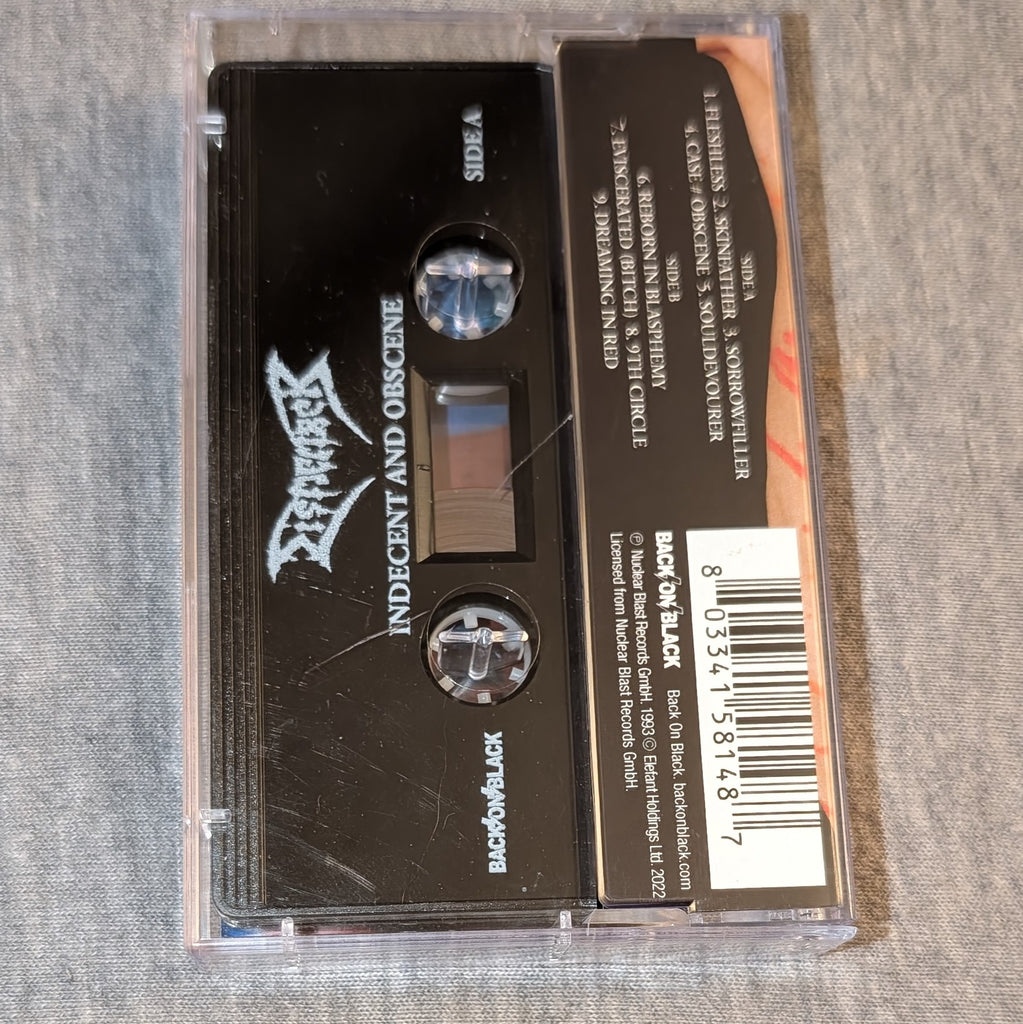 SIDE A
DISMEMBER
INDECENT AND OBSCENE
BACK/ON/BLACK
SIDE A
1. FLESHLESS 2. SKINFATHER 3. SORROWFILLER
4. CASE # OBSCENE 5. SOULDEVOURER
SIDE B
6. REBORN IN BLASPHEMY
7. EVISCERATED (BITCH) 8. 9TH CIRCLE
9. DREAMING IN RED
BACK/ON/BLACK Back On Black. backonblack.com
℗ Nuclear Blast Records GmbH. 1993 © Elefant Holdings Ltd. 2022
Licensed from Nuclear Blast Records GmbH.
8 033415 81487